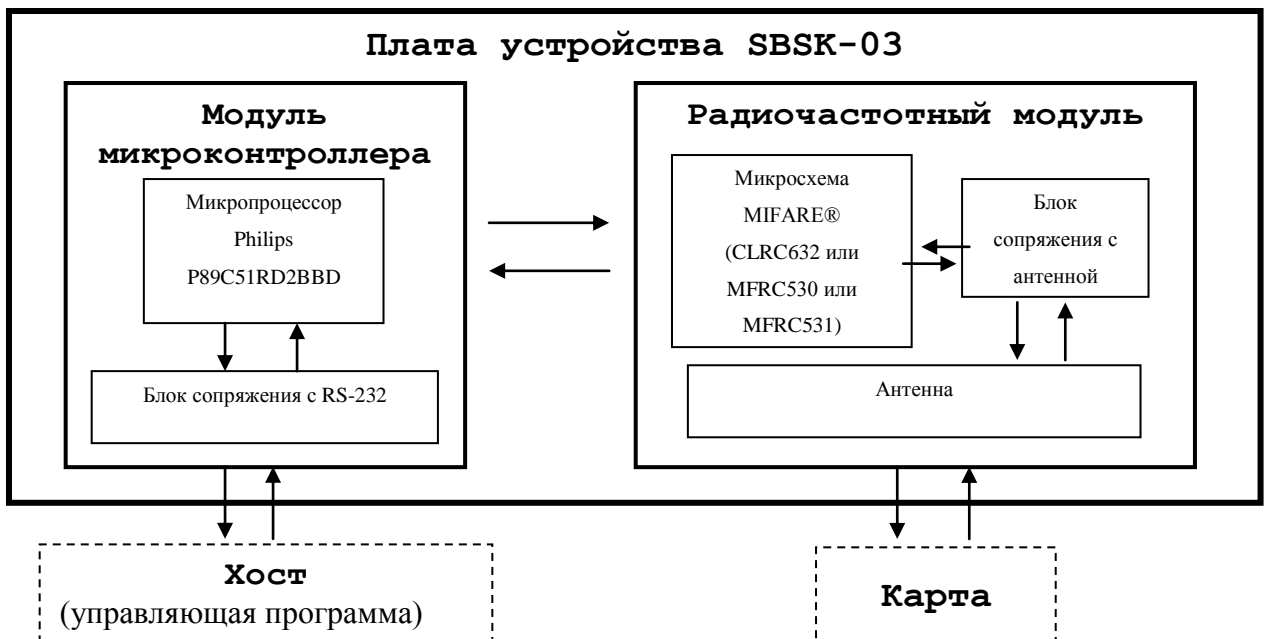 Плата устройства SBSK-03
Модуль
микроконтроллера
Микропроцессор
Philips
P89C51RD2BBD
Блок сопряжения с RS-232
Радиочастотный модуль
Микросхема
MIFARE®
(CLRC632 или
MFRC530 или
MFRC531)
Блок
сопряжения с
антенной
Антенна
Хост
(управляющая программа)
Карта